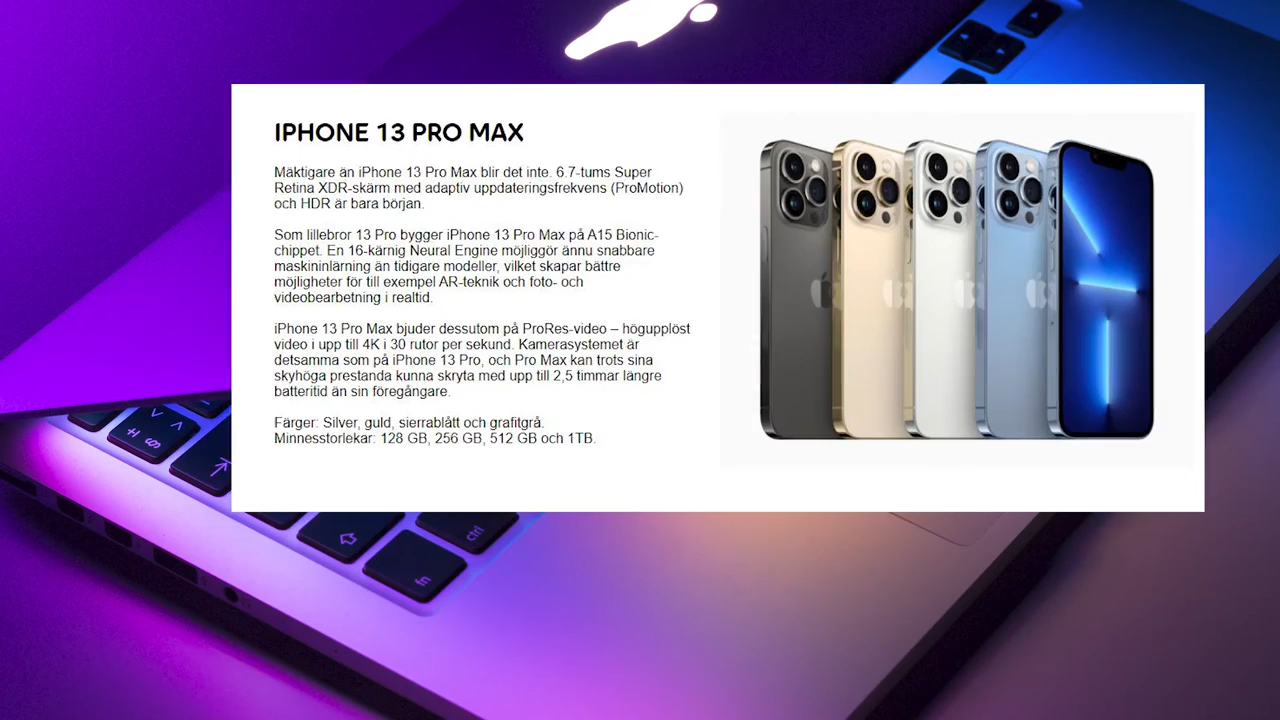 IPHONE 13 PRO MAX
Mäktigare än iPhone 13 Pro Max blir det inte. 6.7-tums Super
Retina XDR-skärm med adaptiv uppdateringsfrekvens (ProMotion)
och HDR är bara början.
Som lillebror 13 Pro bygger iPhone 13 Pro Max på A15 Bionic-
chippet. En 16-kärnig Neural Engine möjliggör ännu snabbare
maskininlärning än tidigare modeller, vilket skapar bättre
möjligheter för till exempel AR-teknik och foto- och
videobearbetning i realtid.
iPhone 13 Pro Max bjuder dessutom på ProRes-video – högupplöst
video i upp till 4K i 30 rutor per sekund. Kamerasystemet är
detsamma som på iPhone 13 Pro, och Pro Max kan trots sina
skyhöga prestanda kunna skryta med upp till 2,5 timmar längre
batteritid än sin föregångare.
Färger: Silver, guld, sierrablått och grafitgrå.
Minnesstorlekar: 128 GB, 256 GB, 512 GB och 1TB.
H
§
ctrl
fn